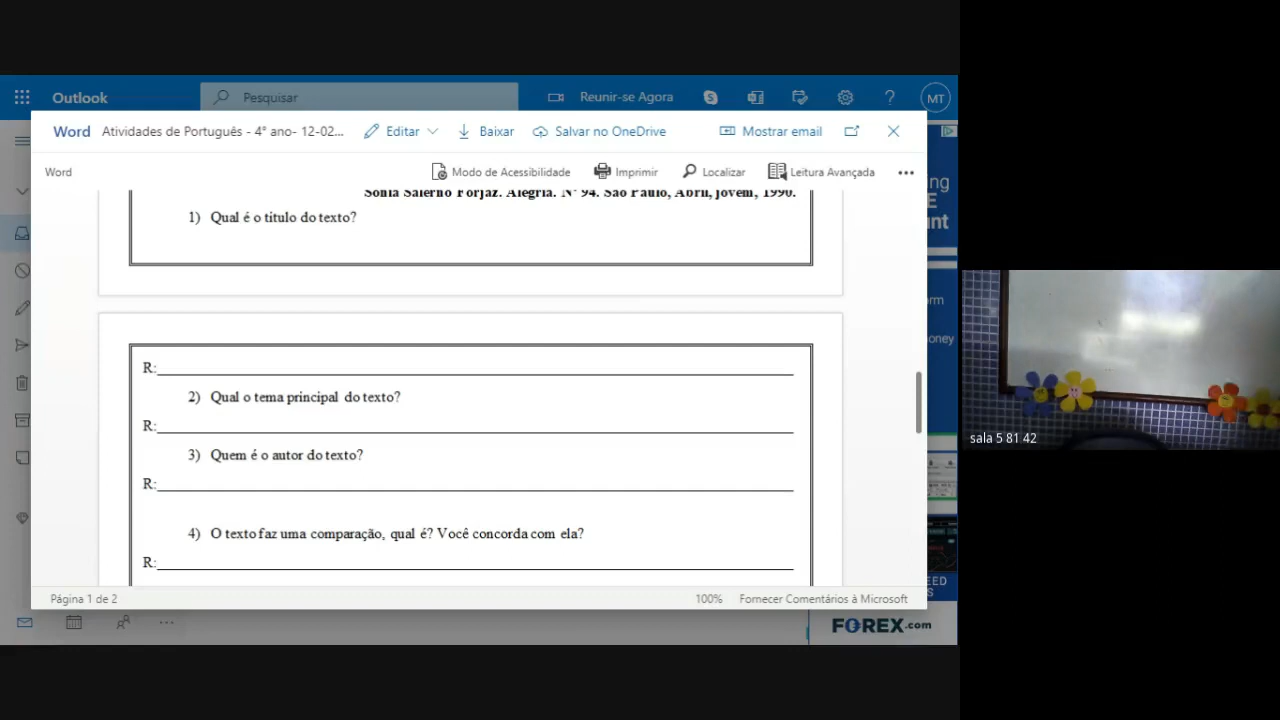 Outlook
Pesquisar
Reunir-se Agora
MT
Word
Atividades de Português - 4° ano- 12-02...
Editar
Baixar
Salvar no OneDrive
Mostrar email
Word
Modo de Acessibilidade
Imprimir
Localizar
Leitura Avançada
Sônia Salerno Forjaz. Alegria. N° 94. São Paulo, Abril, jovem, 1990.
1) Qual é o título do texto?
R:
2) Qual o tema principal do texto?
R:
3) Quem é o autor do texto?
R:
4) O texto faz uma comparação, qual é? Você concorda com ela?
R:
Página 1 de 2
100%
Fornecer Comentários à Microsoft
FOREX.com
sala 5 81 42